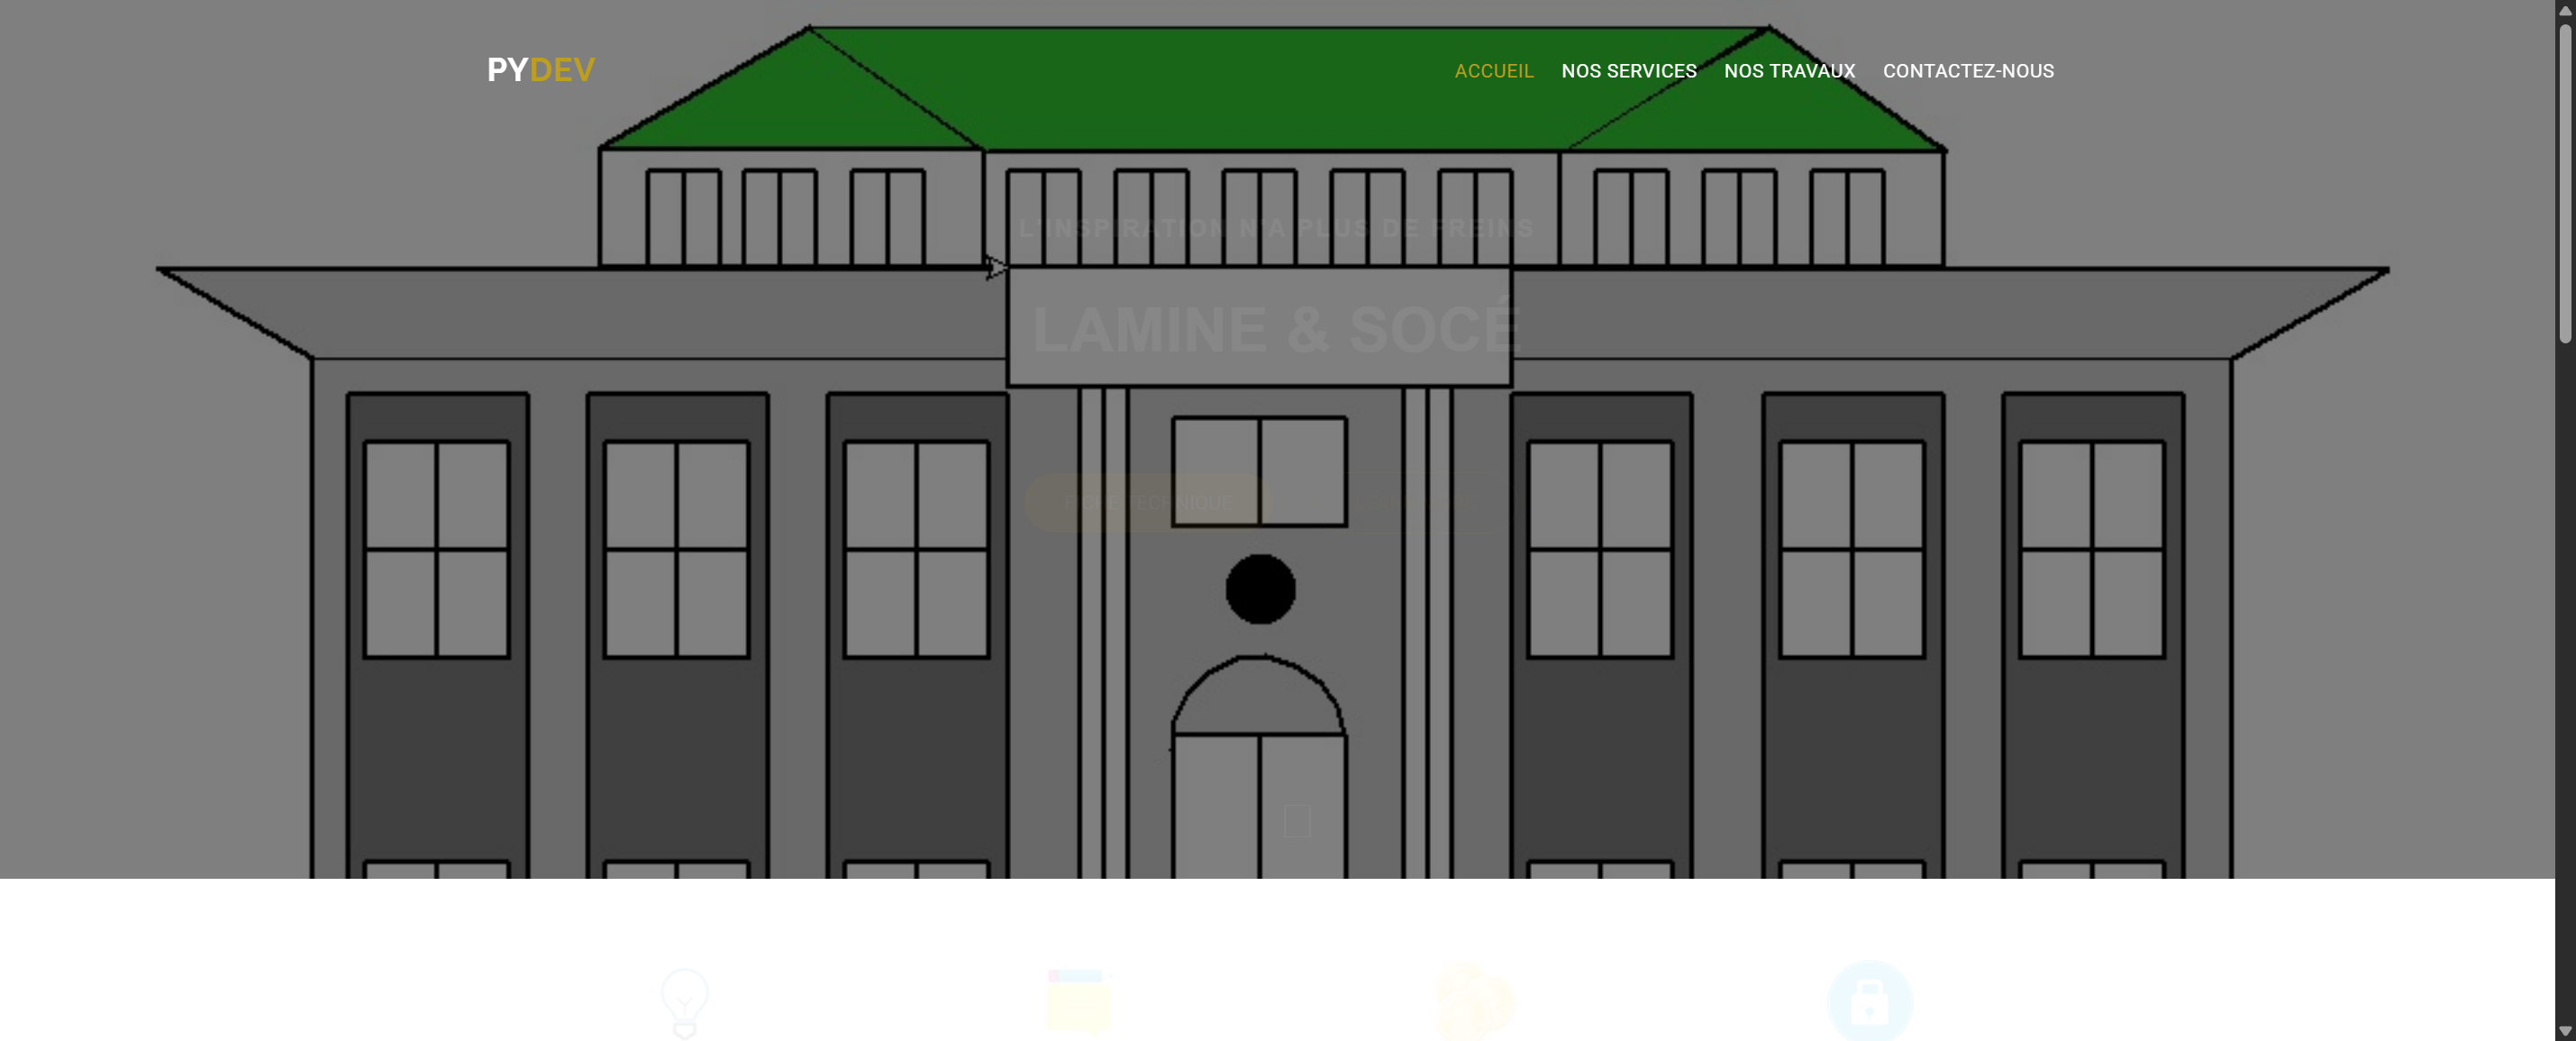 PYDEV
ACCUEIL NOS SERVICES NOS TRAVAUX CONTACTEZ-NOUS
L'INSPIRATION N'A PLUS DE FREINS
LAMINE & SOCÉ
FICHE TECHNIQUE